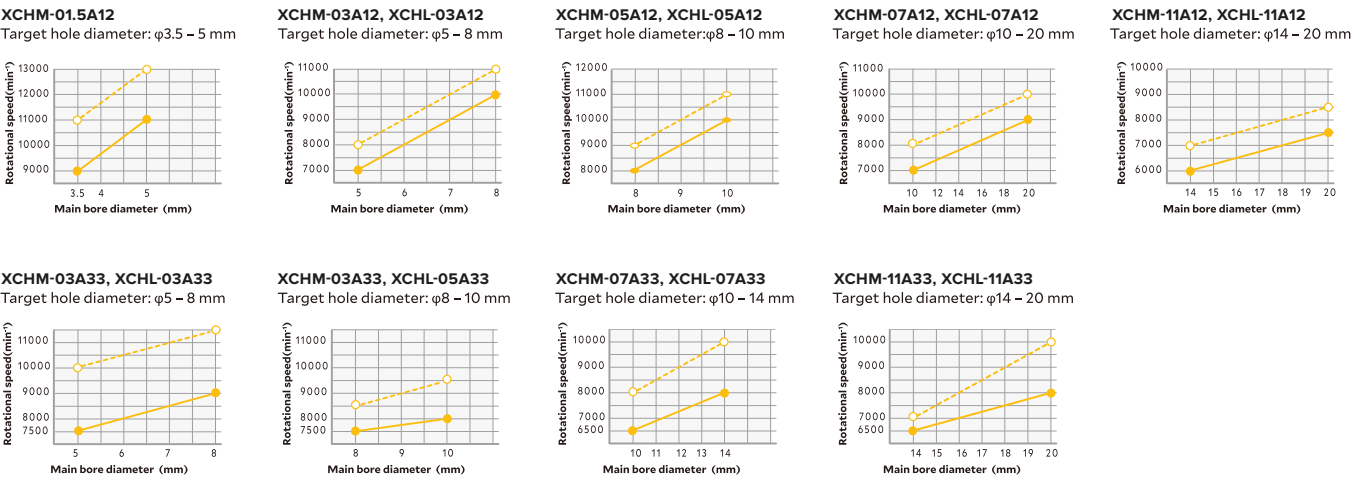 XCHM-01.5A12
Target hole diameter: φ3.5 – 5 mm
Rotational speed(min⁻¹)
13000
12000
11000
10000
9000
3.5 4 5
Main bore diameter (mm)
XCHM-03A12, XCHL-03A12
Target hole diameter: φ5 – 8 mm
Rotational speed(min⁻¹)
11000
10000
9000
8000
7000
5 6 7 8
Main bore diameter (mm)
XCHM-05A12, XCHL-05A12
Target hole diameter:φ8 – 10 mm
Rotational speed(min⁻¹)
12000
11000
10000
9000
8000
8 9 10
Main bore diameter (mm)
XCHM-07A12, XCHL-07A12
Target hole diameter: φ10 – 20 mm
Rotational speed(min⁻¹)
11000
10000
9000
8000
7000
10 12 14 16 18 20
Main bore diameter (mm)
XCHM-11A12, XCHL-11A12
Target hole diameter: φ14 – 20 mm
Rotational speed(min⁻¹)
10000
9000
8000
7000
6000
14 15 16 17 18 19 20
Main bore diameter (mm)
XCHM-03A33, XCHL-03A33
Target hole diameter: φ5 – 8 mm
Rotational speed(min⁻¹)
11000
10000
9000
8000
7500
5 6 7 8
Main bore diameter (mm)
XCHM-03A33, XCHL-05A33
Target hole diameter: φ8 – 10 mm
Rotational speed(min⁻¹)
11000
10000
9000
8000
7500
8 9 10
Main bore diameter (mm)
XCHM-07A33, XCHL-07A33
Target hole diameter:φ10 – 14 mm
Rotational speed(min⁻¹)
10000
9000
8000
7000
6500
10 11 12 13 14
Main bore diameter (mm)
XCHM-11A33, XCHL-11A33
Target hole diameter: φ14 – 20 mm
Rotational speed(min⁻¹)
10000
9000
8000
7000
6500
14 15 16 17 18 19 20
Main bore diameter (mm)